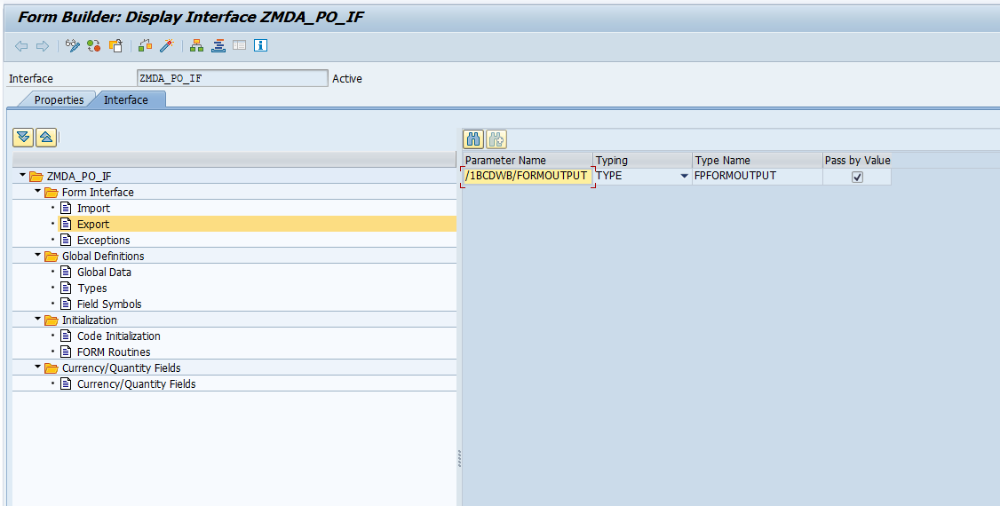 Form Builder: Display Interface ZMDA_PO_IF
Interface ZMDA_PO_IF Active
Properties Interface
Parameter Name Typing Type Name Pass by Value
/1BCDWB/FORMOUTPUT TYPE FPFORMOUTPUT
ZMDA_PO_IF
Form Interface
Import
Export
Exceptions
Global Definitions
Global Data
Types
Field Symbols
Initialization
Code Initialization
FORM Routines
Currency/Quantity Fields
Currency/Quantity Fields